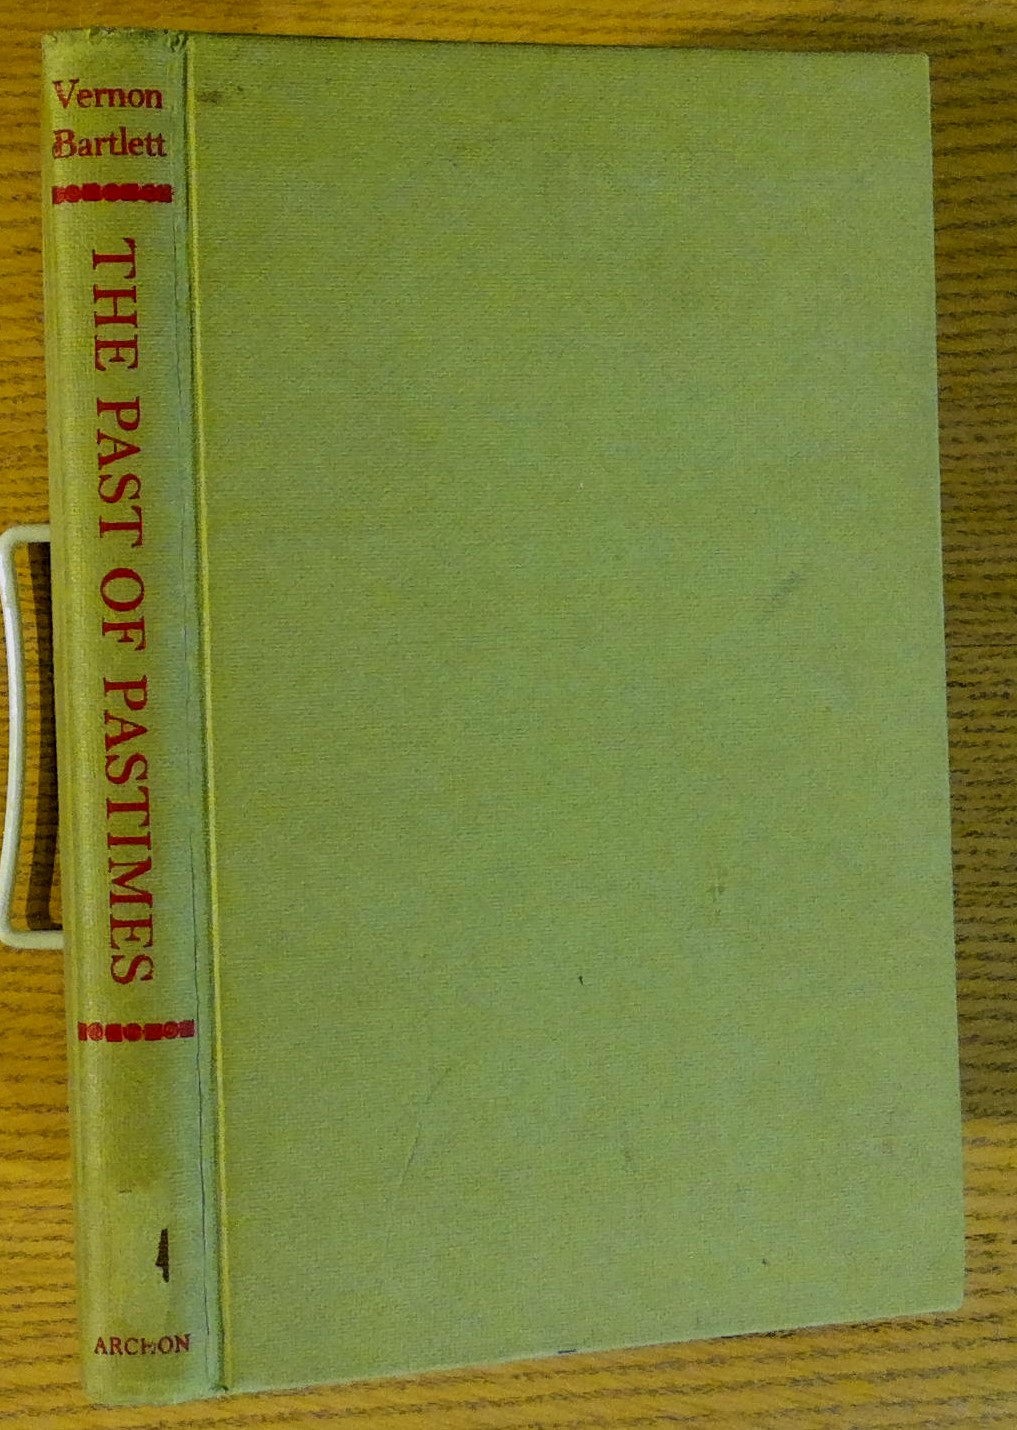 Vernon
Bartlett
THE PAST OF PASTIMES
ARCHON